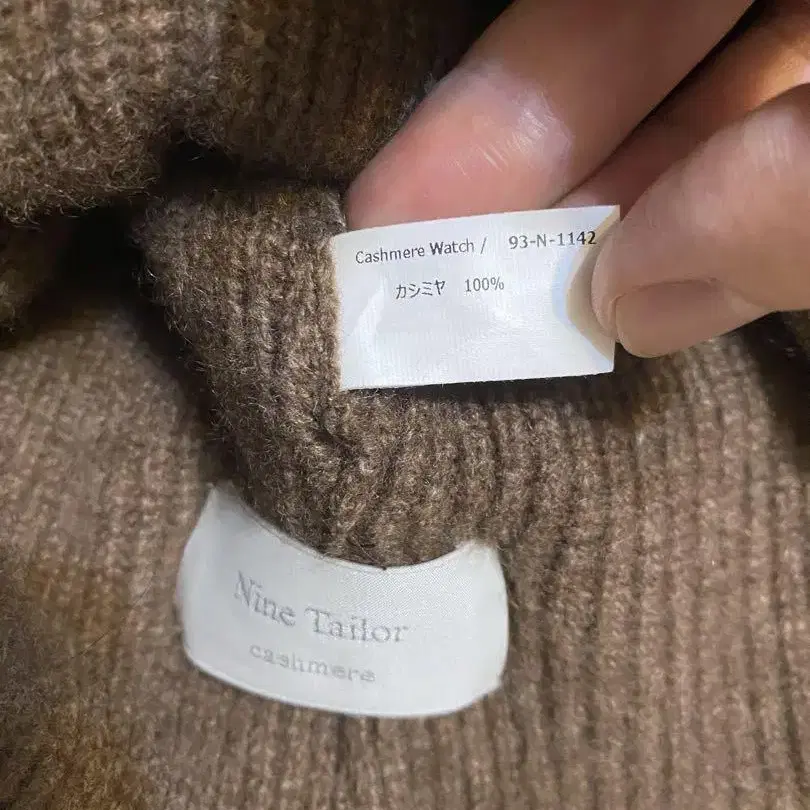 Cashmere Watch / 93-N-1142
カシミヤ 100%
Nine Tailor
cashmere